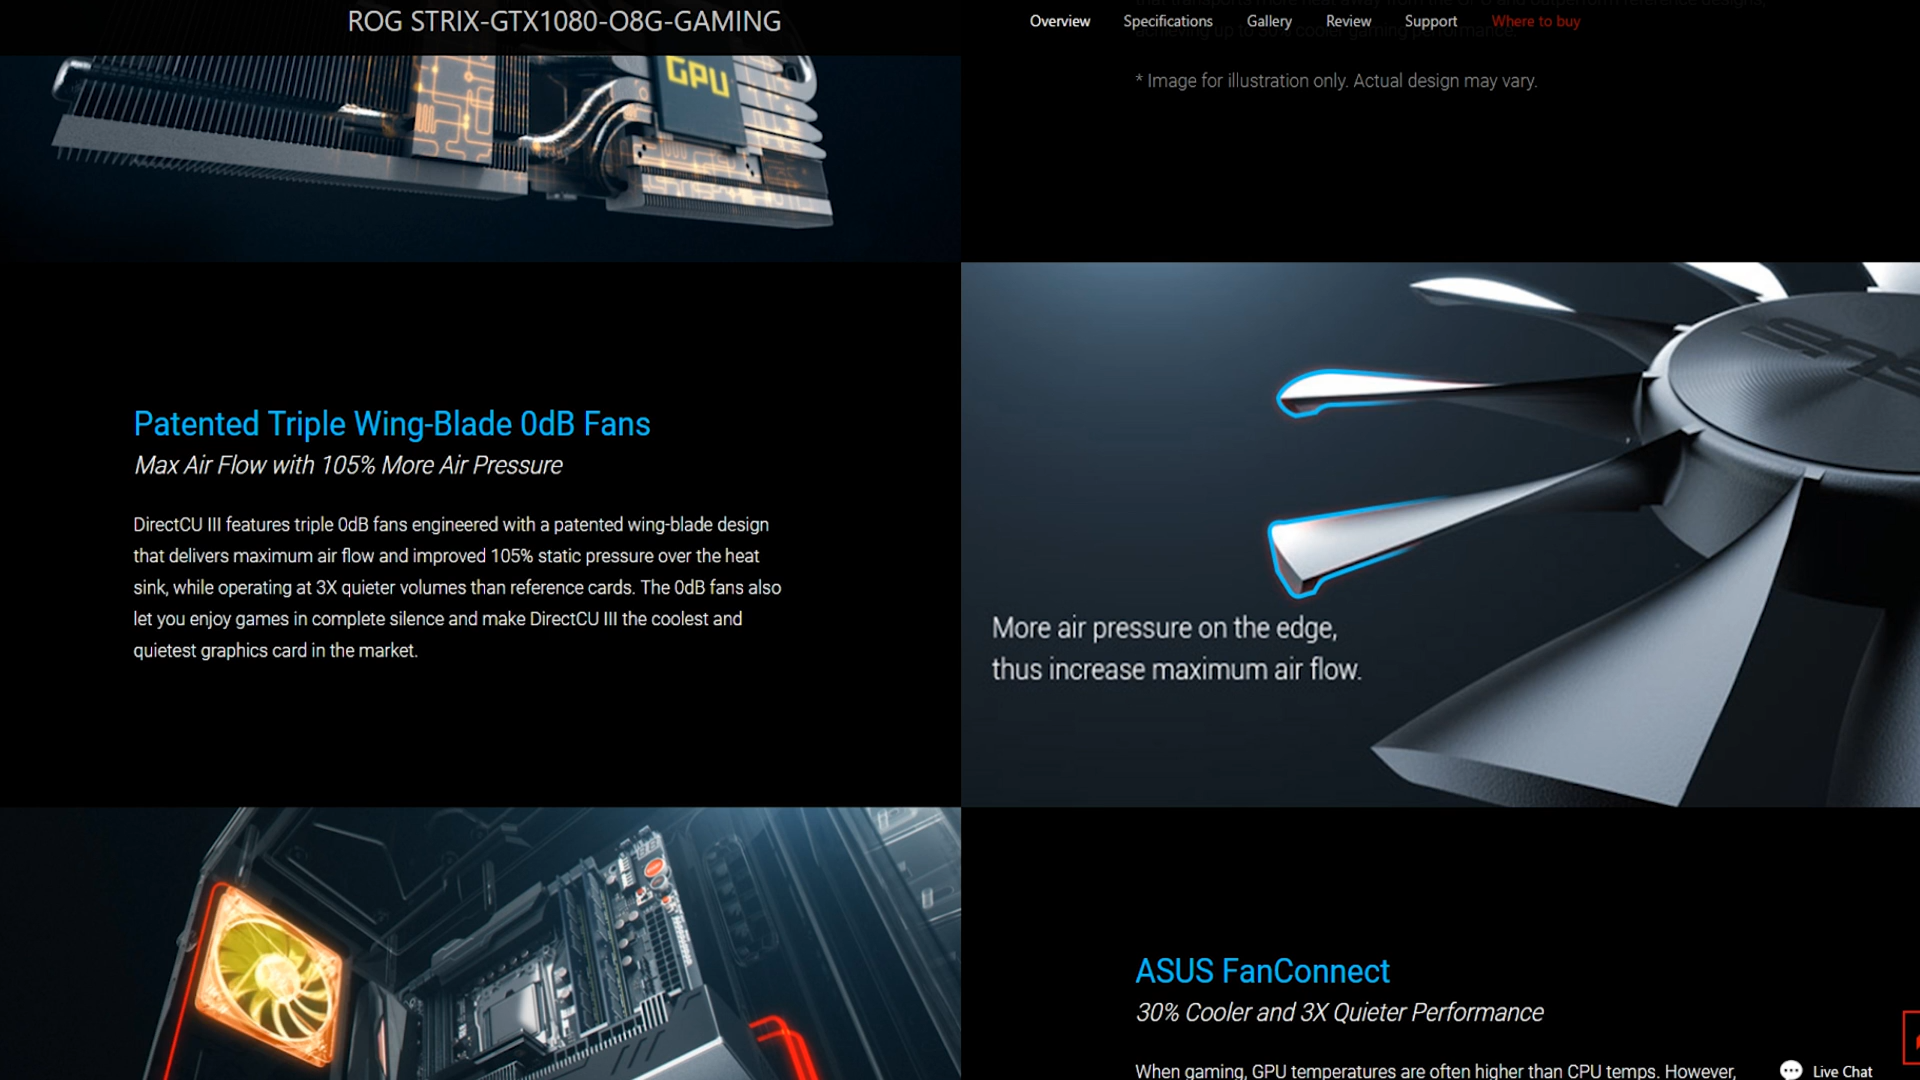 ROG STRIX-GTX1080-O8G-GAMING
Overview Specifications Gallery Review Support Where to buy
GPU
* Image for illustration only. Actual design may vary.
Patented Triple Wing-Blade 0dB Fans
Max Air Flow with 105% More Air Pressure
DirectCU III features triple 0dB fans engineered with a patented wing-blade design
that delivers maximum air flow and improved 105% static pressure over the heat
sink, while operating at 3X quieter volumes than reference cards. The 0dB fans also
let you enjoy games in complete silence and make DirectCU III the coolest and
quietest graphics card in the market.
More air pressure on the edge,
thus increase maximum air flow.
ASUS FanConnect
30% Cooler and 3X Quieter Performance
When gaming, GPU temperatures are often higher than CPU temps. However,
Live Chat